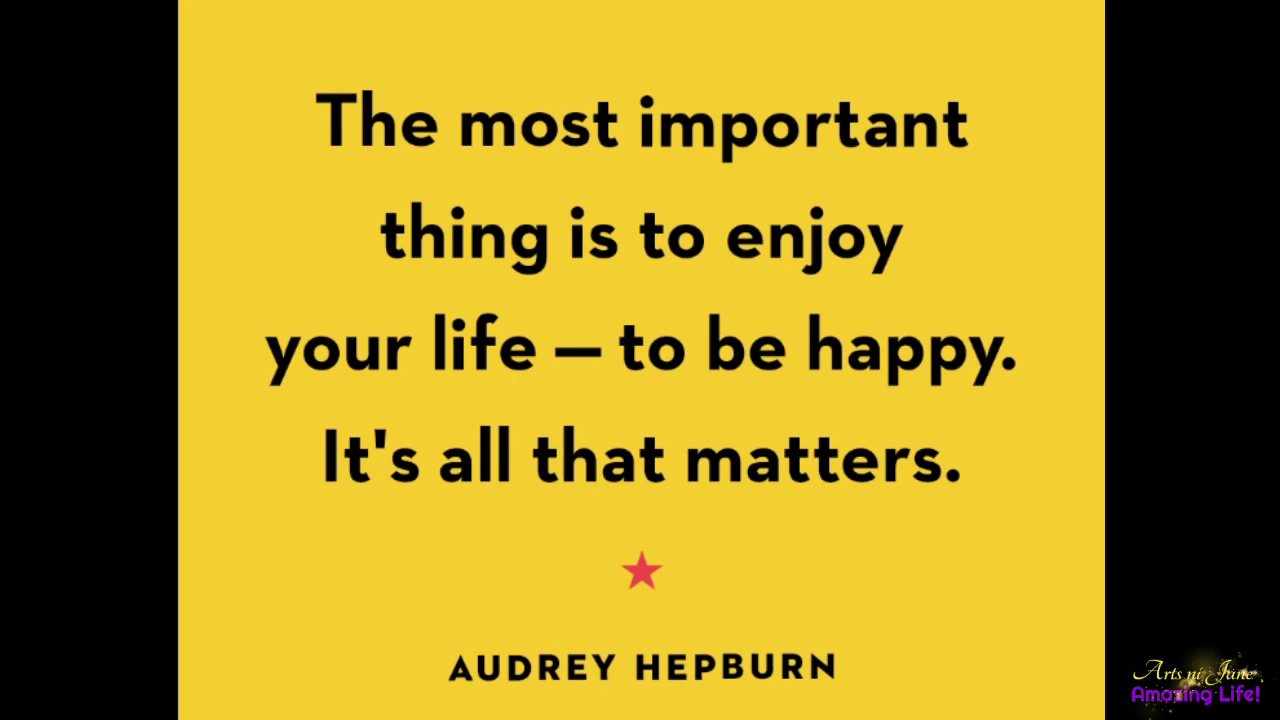 The most important
thing is to enjoy
your life — to be happy.
It's all that matters.
AUDREY HEPBURN
Arts ni June
Amazing Life!